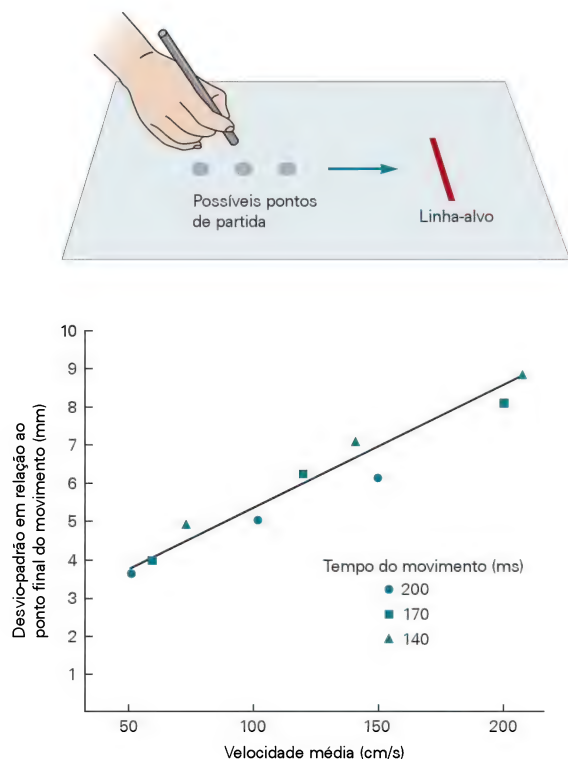 Possíveis pontos
de partida
Linha-alvo
10
9
8
7
6
5
4
3
2
1
Desvio-padrão em relação ao
ponto final do movimento (mm)
Tempo do movimento (ms)
200
170
140
50
100
150
200
Velocidade média (cm/s)